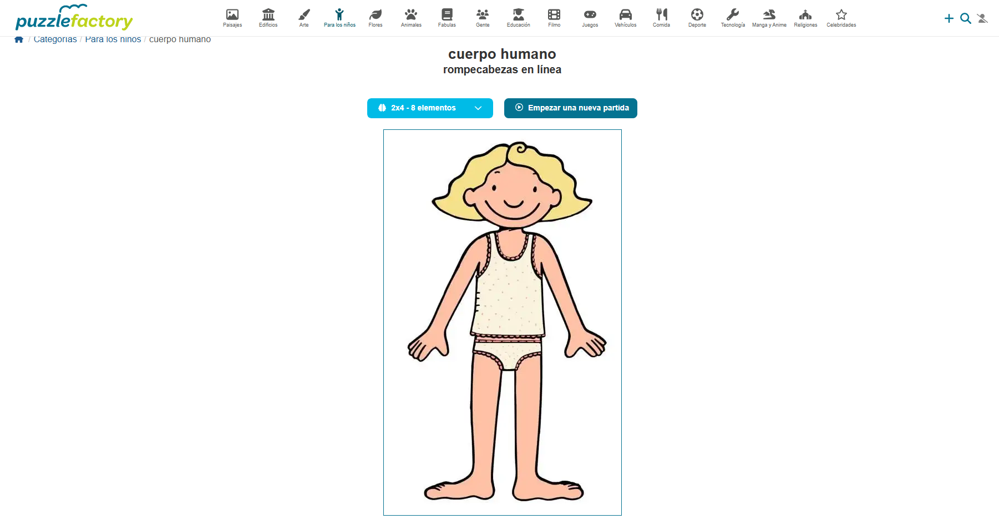 puzzlefactory
Paisajes Edificios Arte Para los niños Flores Animales Fabulas Gente Educación Filmo Juegos Vehículos Comida Deporte Tecnología Manga y Anime Religiones Celebridades
/ Categorías / Para los niños / cuerpo humano
cuerpo humano
rompecabezas en línea
2x4 - 8 elementos
Empezar una nueva partida